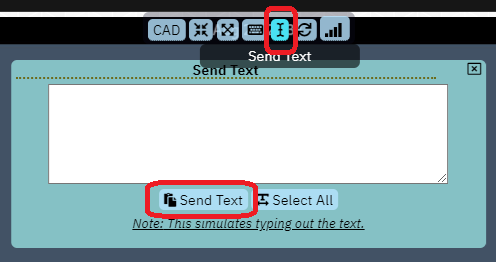 CAD
Send Text
Send Text
Send Text Select All
Note: This simulates typing out the text.